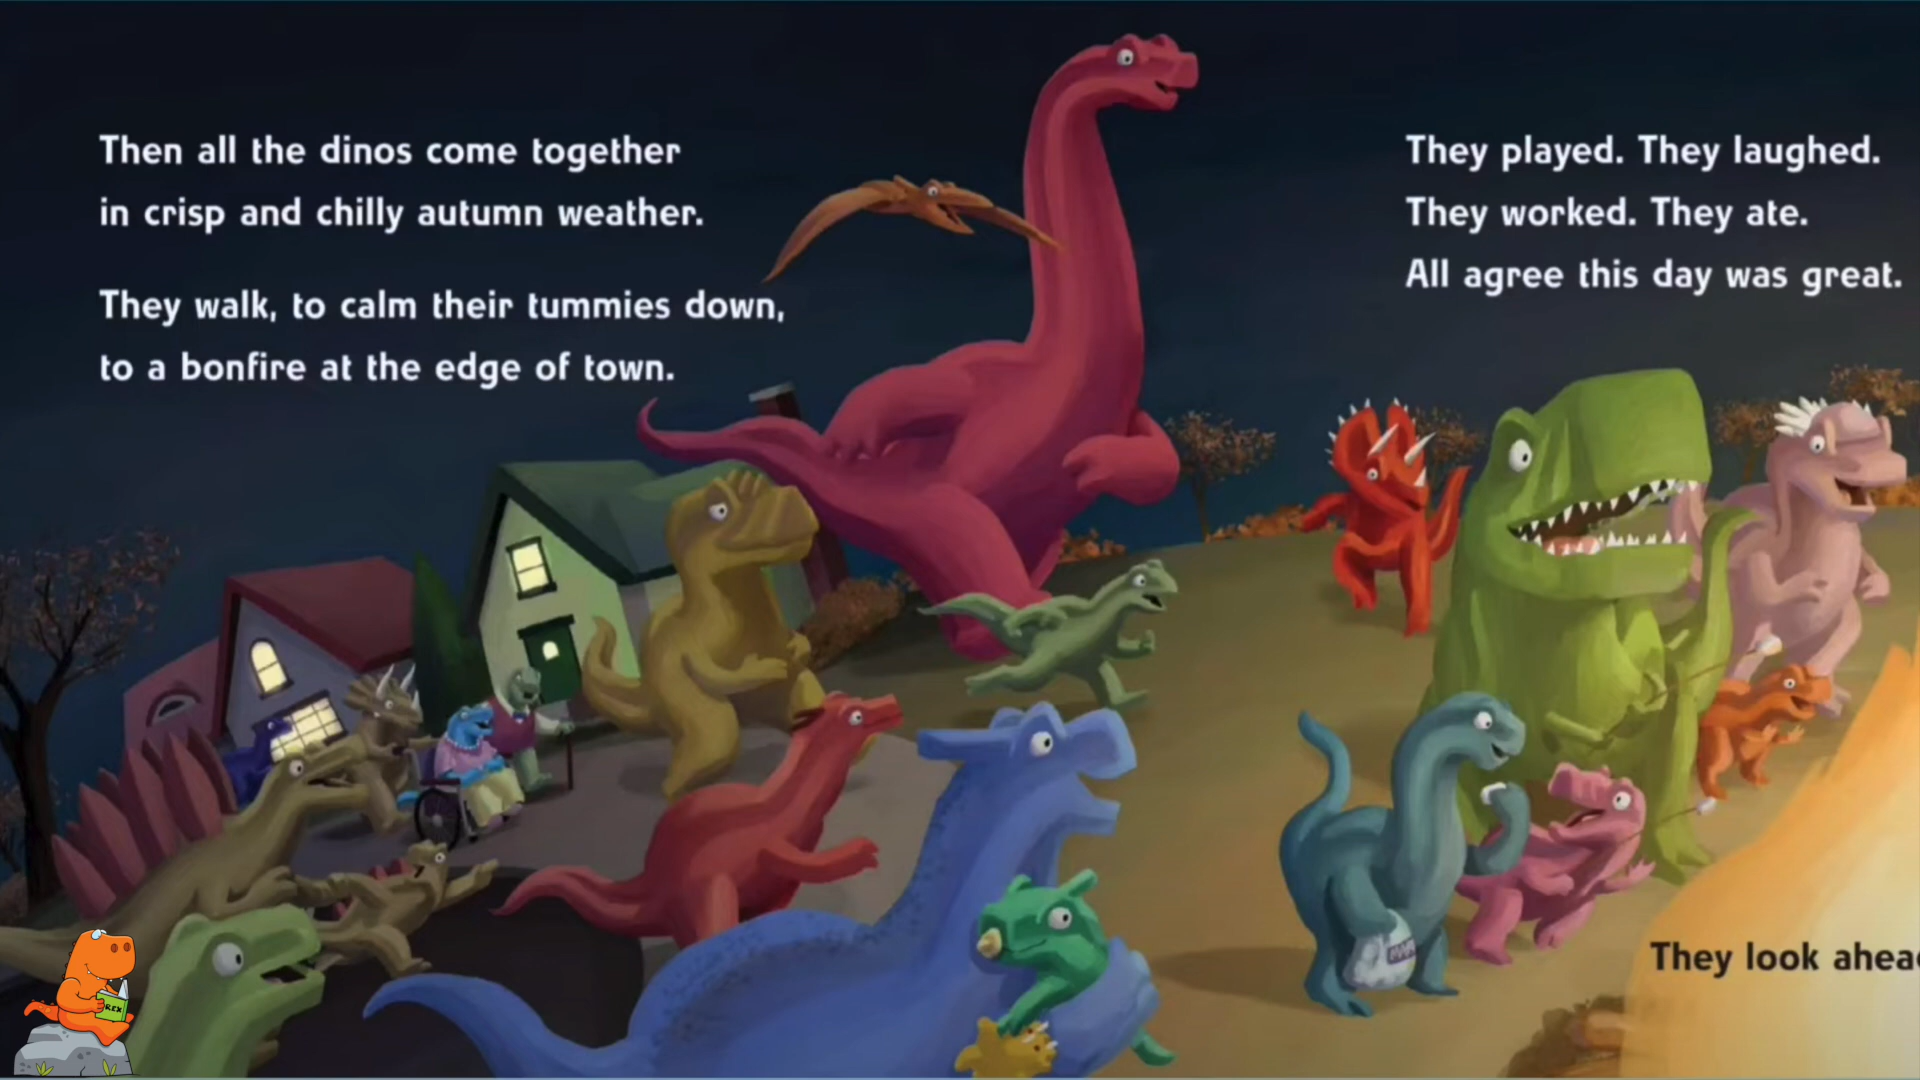 Then all the dinos come together
in crisp and chilly autumn weather.
They walk, to calm their tummies down,
to a bonfire at the edge of town.
They played. They laughed.
They worked. They ate.
All agree this day was great.
They look
REX